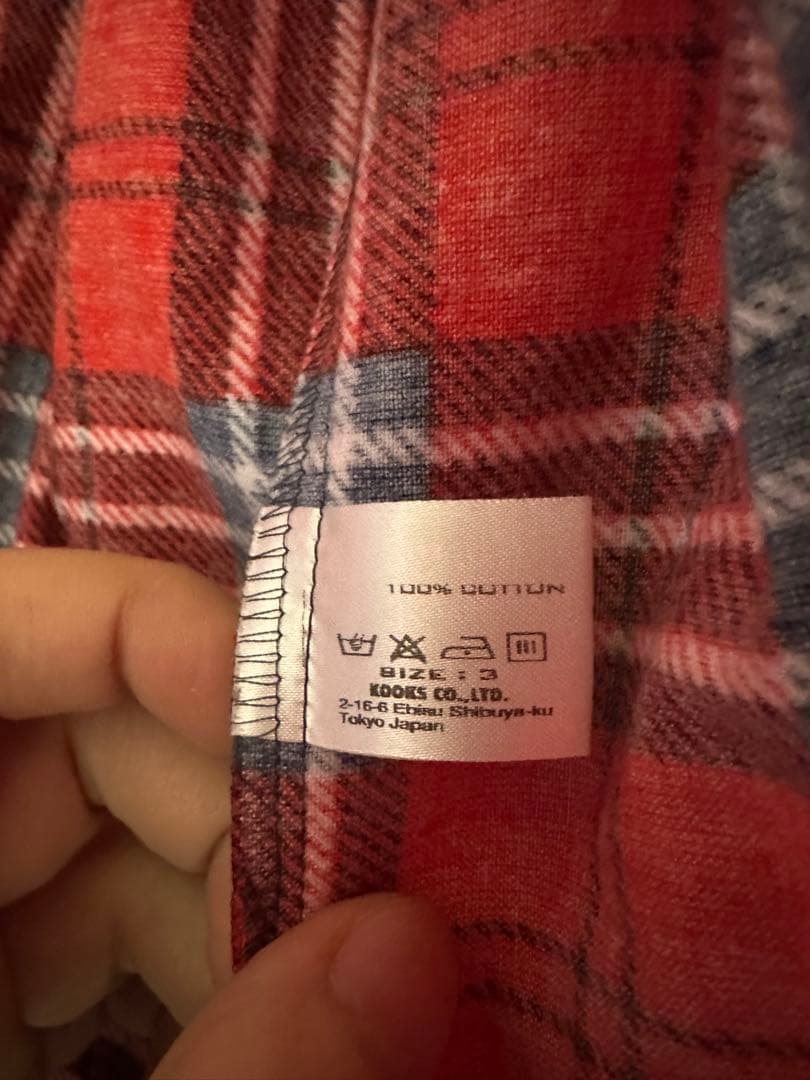 100% COTTON
SIZE : 3
KOOKS CO.,LTD.
2-16-6 Ebisu Shibuya-ku
Tokyo Japan